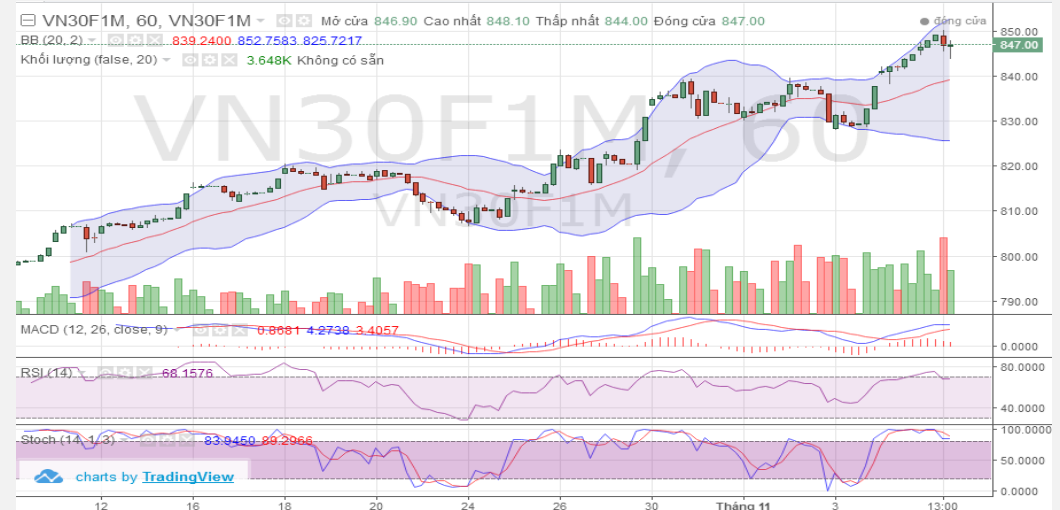 VN30F1M, 60, VN30F1M Mở cửa 846.90 Cao nhất 848.10 Thấp nhất 844.00 Đóng cửa 847.00
đóng cửa
BB (20, 2) 839.2400 852.7583 825.7217
Khối lượng (false, 20) 3.648K Không có sẵn
VN30F1M, 60
VN30F1M
850.00
847.00
840.00
830.00
820.00
810.00
800.00
790.00
MACD (12, 26, close, 9) 0.8681 4.2738 3.4057
0.0000
RSI (14) 68.1576
80.0000
40.0000
Stoch (14, 1, 3) 83.9450 89.2966
100.0000
50.0000
0.0000
charts by TradingView
12 16 18 20 24 26 30 Tháng 11 3 13:00